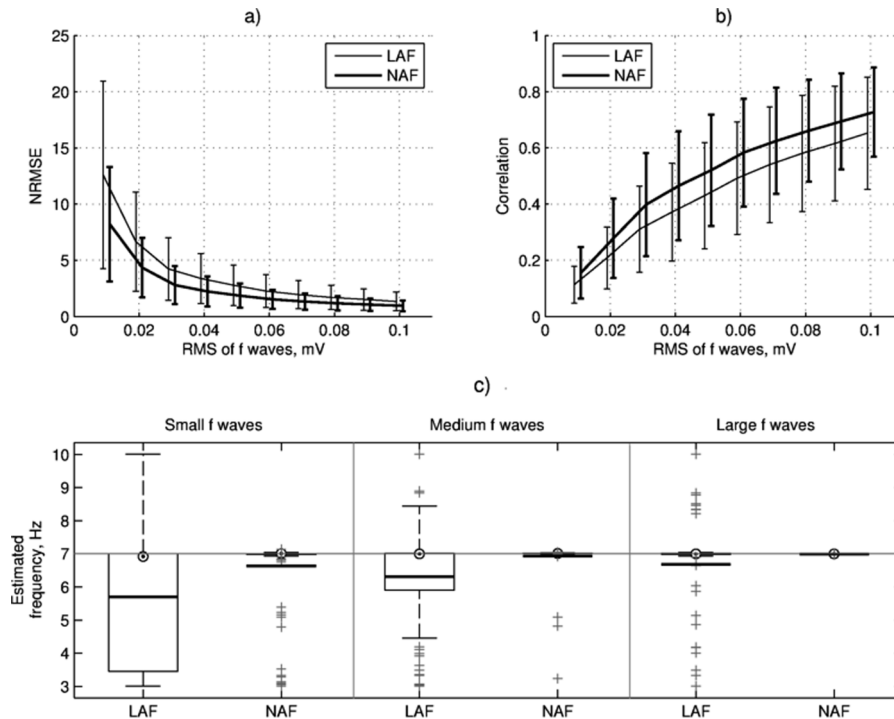 a)
25
20
15
10
5
0
NRMSE
LAF
NAF
0 0.02 0.04 0.06 0.08 0.1
RMS of f waves, mV
b)
1
0.8
0.6
0.4
0.2
0
Correlation
LAF
NAF
0 0.02 0.04 0.06 0.08 0.1
RMS of f waves, mV
c)
Small f waves Medium f waves Large f waves
10
9
8
7
6
5
4
3
Estimated
frequency, Hz
LAF NAF LAF NAF LAF NAF